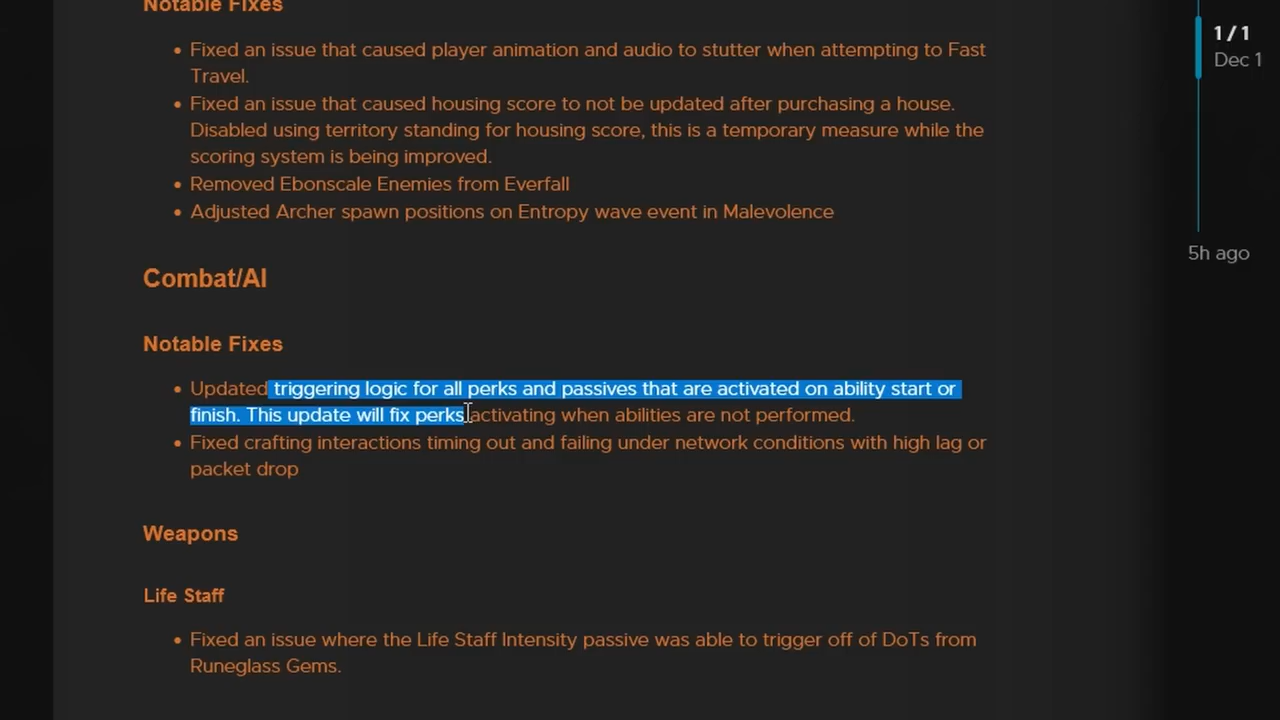 Notable Fixes
• Fixed an issue that caused player animation and audio to stutter when attempting to Fast
Travel.
• Fixed an issue that caused housing score to not be updated after purchasing a house.
Disabled using territory standing for housing score, this is a temporary measure while the
scoring system is being improved.
• Removed Ebonscale Enemies from Everfall
• Adjusted Archer spawn positions on Entropy wave event in Malevolence
Combat/AI
Notable Fixes
• Updated triggering logic for all perks and passives that are activated on ability start or
finish. This update will fix perks activating when abilities are not performed.
• Fixed crafting interactions timing out and failing under network conditions with high lag or
packet drop
Weapons
Life Staff
• Fixed an issue where the Life Staff Intensity passive was able to trigger off of DoTs from
Runeglass Gems.
1 / 1
Dec 1
5h ago